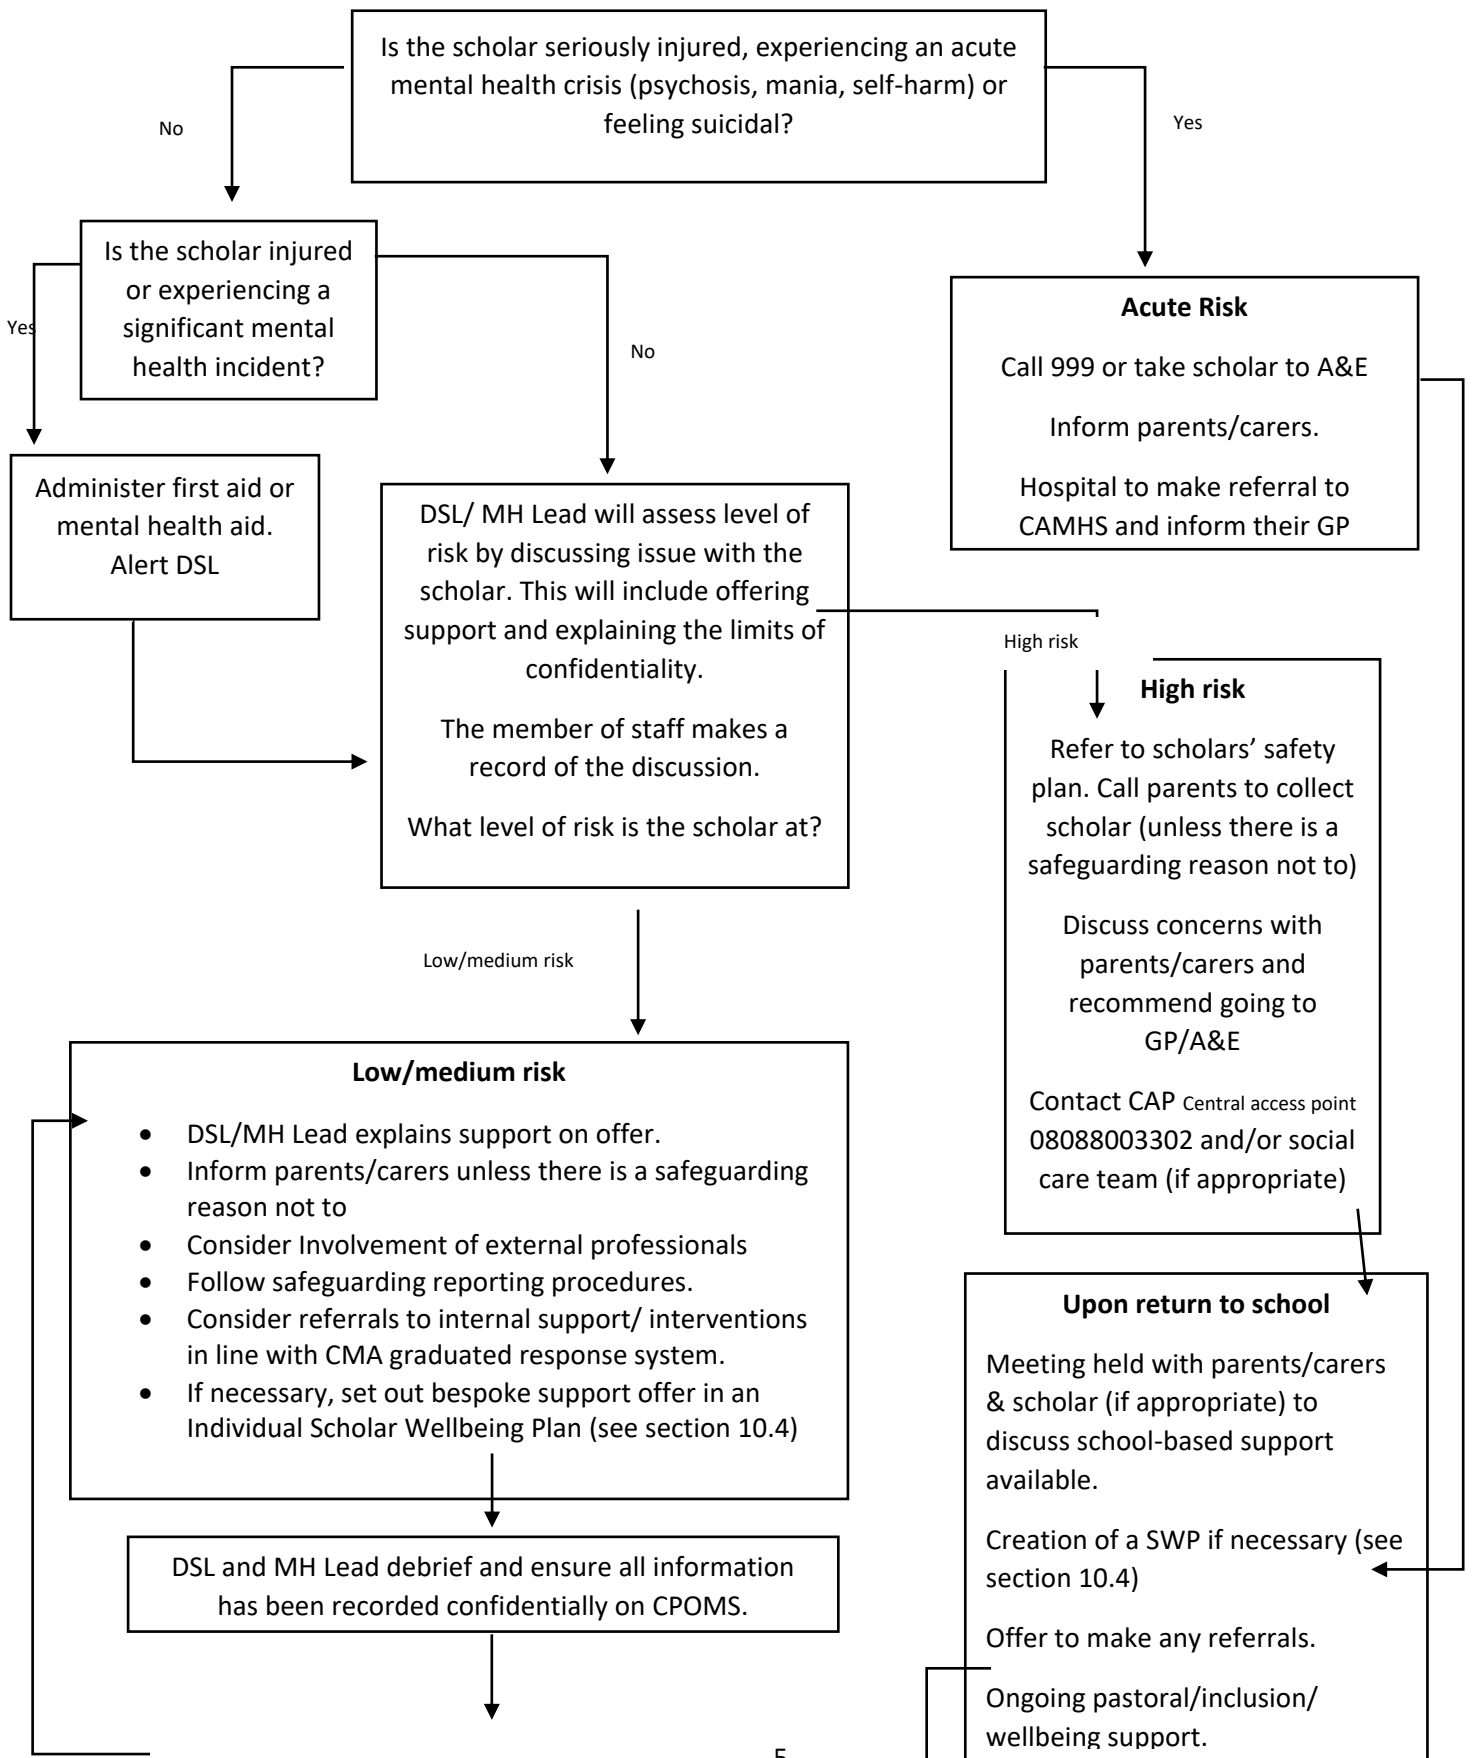 Is the scholar seriously injured, experiencing an acute
mental health crisis (psychosis, mania, self-harm) or
feeling suicidal?
No
Yes
Is the scholar injured
or experiencing a
significant mental
health incident?
Yes
No
Acute Risk
Call 999 or take scholar to A&E
Inform parents/carers.
Hospital to make referral to
CAMHS and inform their GP
Administer first aid or
mental health aid.
Alert DSL
DSL/ MH Lead will assess level of
risk by discussing issue with the
scholar. This will include offering
support and explaining the limits of
confidentiality.
The member of staff makes a
record of the discussion.
What level of risk is the scholar at?
High risk
High risk
Refer to scholars’ safety
plan. Call parents to collect
scholar (unless there is a
safeguarding reason not to)
Discuss concerns with
parents/carers and
recommend going to
GP/A&E
Contact CAP Central access point
08088003302 and/or social
care team (if appropriate)
Low/medium risk
Low/medium risk
• DSL/MH Lead explains support on offer.
• Inform parents/carers unless there is a safeguarding
reason not to
• Consider Involvement of external professionals
• Follow safeguarding reporting procedures.
• Consider referrals to internal support/ interventions
in line with CMA graduated response system.
• If necessary, set out bespoke support offer in an
Individual Scholar Wellbeing Plan (see section 10.4)
Upon return to school
Meeting held with parents/carers
& scholar (if appropriate) to
discuss school-based support
available.
Creation of a SWP if necessary (see
section 10.4)
Offer to make any referrals.
Ongoing pastoral/inclusion/
wellbeing support.
DSL and MH Lead debrief and ensure all information
has been recorded confidentially on CPOMS.
5